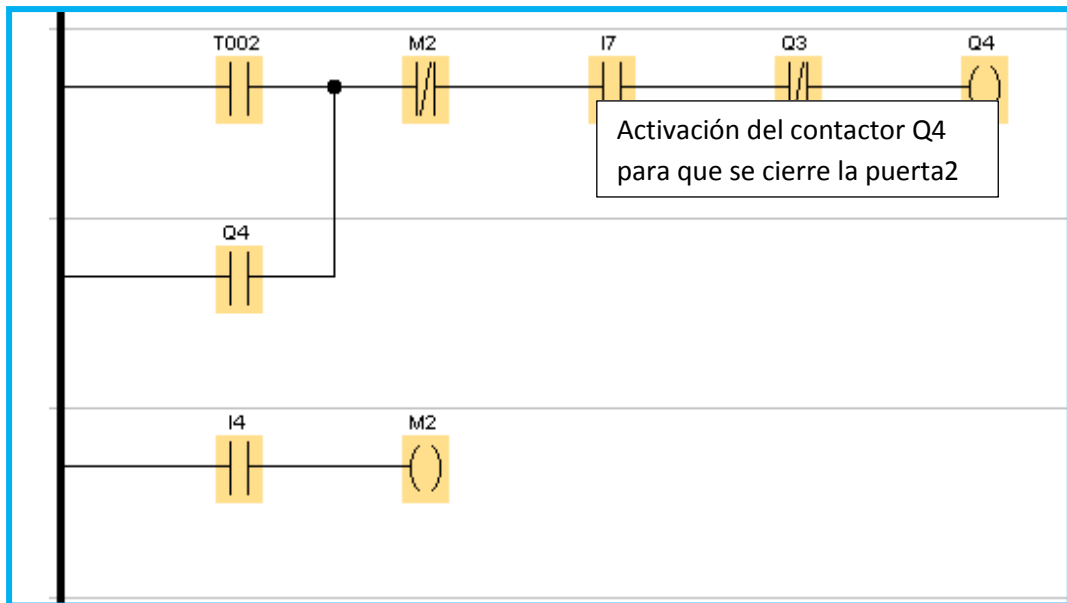 T002 M2 I7 Q3 Q4
Activación del contactor Q4
para que se cierre la puerta2
Q4
I4 M2